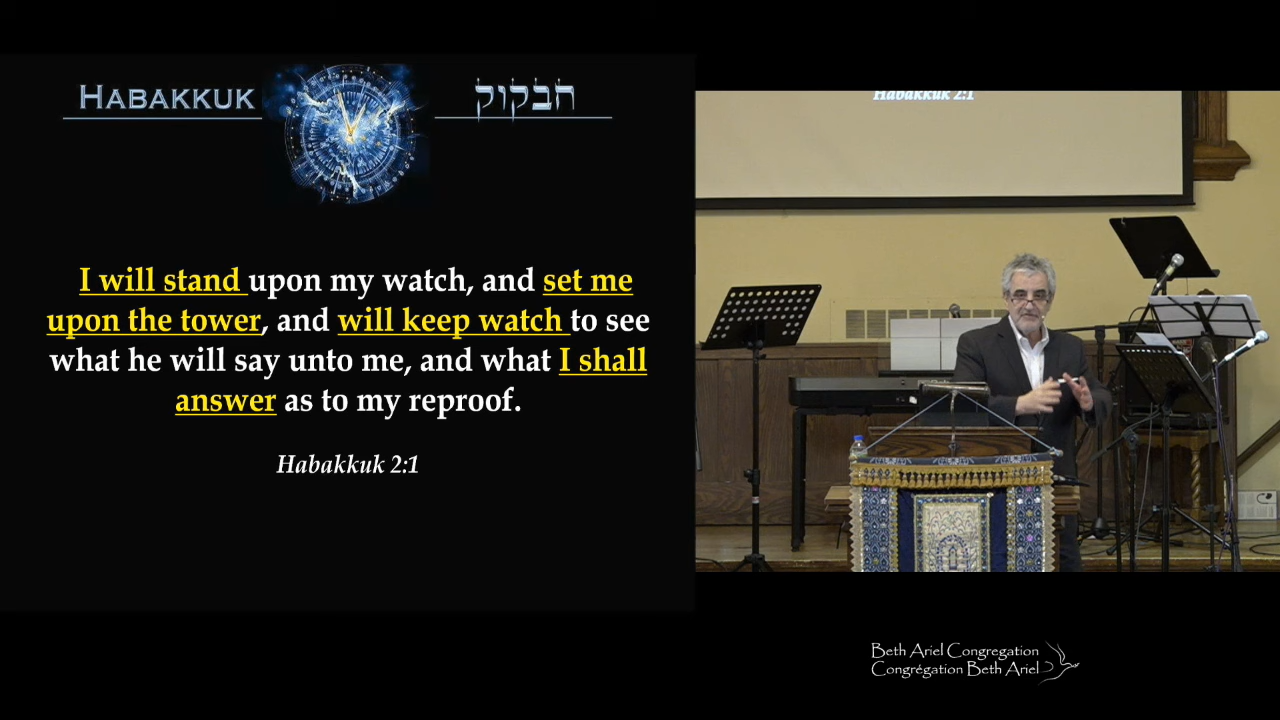 HABAKKUK
חבקוק
I will stand upon my watch, and set me
upon the tower, and will keep watch to see
what he will say unto me, and what I shall
answer as to my reproof.
Habakkuk 2:1
Habakkuk 2:1
Beth Ariel Congregation
Congrégation Beth Ariel